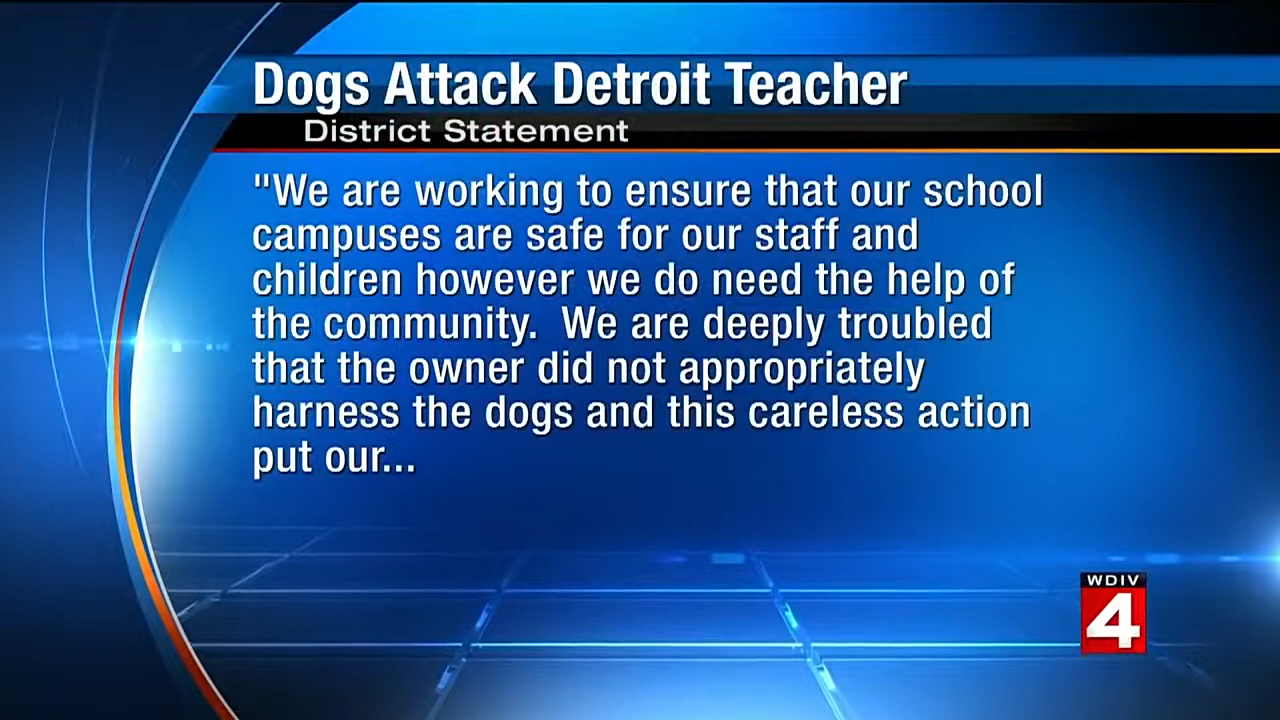 Dogs Attack Detroit Teacher
District Statement
"We are working to ensure that our school
campuses are safe for our staff and
children however we do need the help of
the community.  We are deeply troubled
that the owner did not appropriately
harness the dogs and this careless action
put our...
WDIV
4